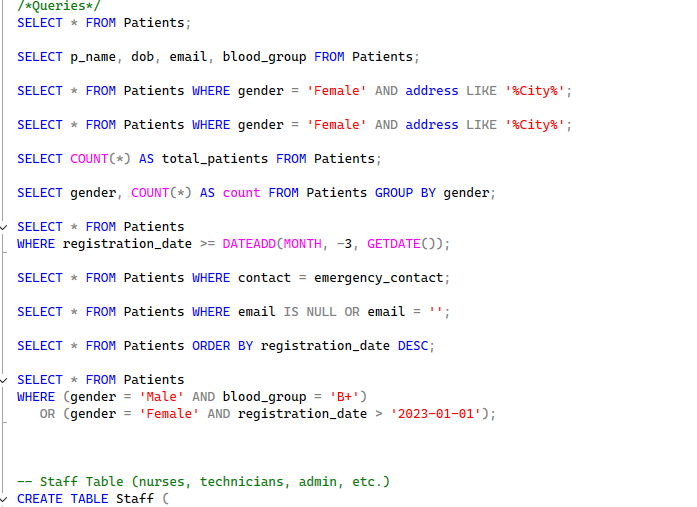 /*Queries*/
SELECT * FROM Patients;
SELECT p_name, dob, email, blood_group FROM Patients;
SELECT * FROM Patients WHERE gender = 'Female' AND address LIKE '%City%';
SELECT * FROM Patients WHERE gender = 'Female' AND address LIKE '%City%';
SELECT COUNT(*) AS total_patients FROM Patients;
SELECT gender, COUNT(*) AS count FROM Patients GROUP BY gender;
SELECT * FROM Patients
WHERE registration_date >= DATEADD(MONTH, -3, GETDATE());
SELECT * FROM Patients WHERE contact = emergency_contact;
SELECT * FROM Patients WHERE email IS NULL OR email = '';
SELECT * FROM Patients ORDER BY registration_date DESC;
SELECT * FROM Patients
WHERE (gender = 'Male' AND blood_group = 'B+')
OR (gender = 'Female' AND registration_date > '2023-01-01');
-- Staff Table (nurses, technicians, admin, etc.)
CREATE TABLE Staff (